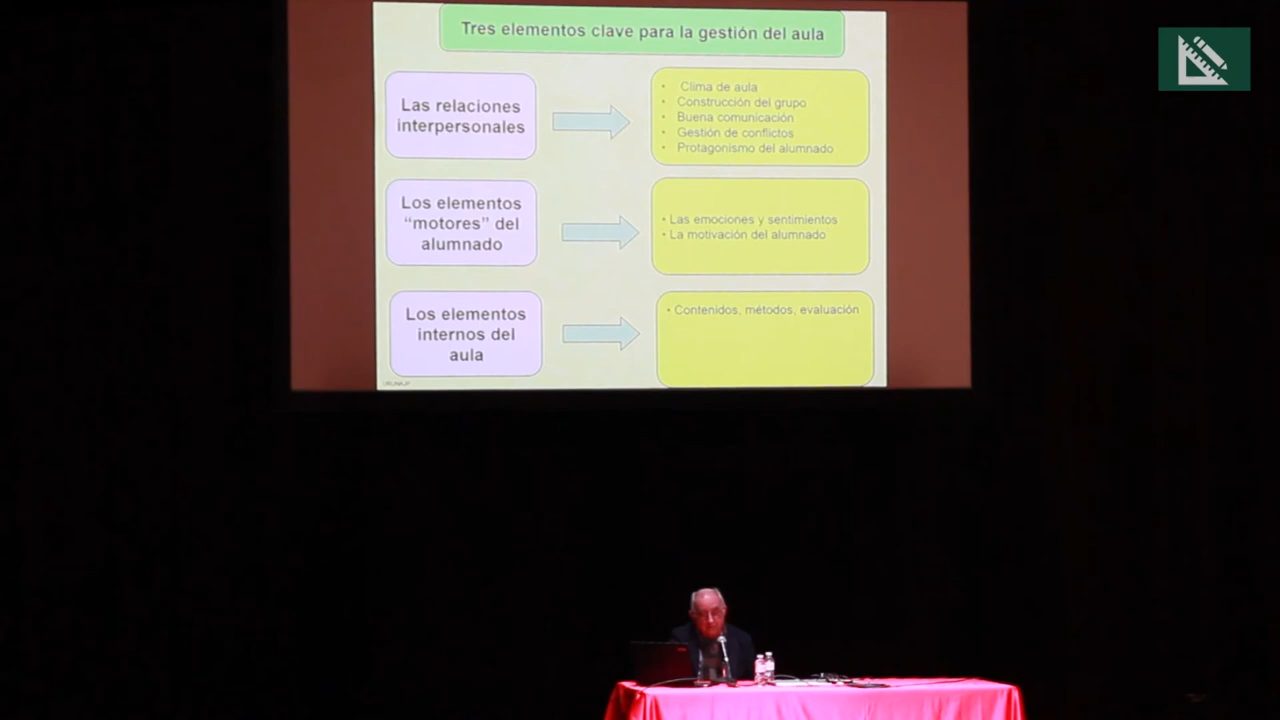 Tres elementos clave para la gestión del aula
Las relaciones
interpersonales
• Clima de aula
• Construcción del grupo
• Buena comunicación
• Gestión de conflictos
• Protagonismo del alumnado
Los elementos
“motores” del
alumnado
• Las emociones y sentimientos
• La motivación del alumnado
Los elementos
internos del
aula
• Contenidos, métodos, evaluación